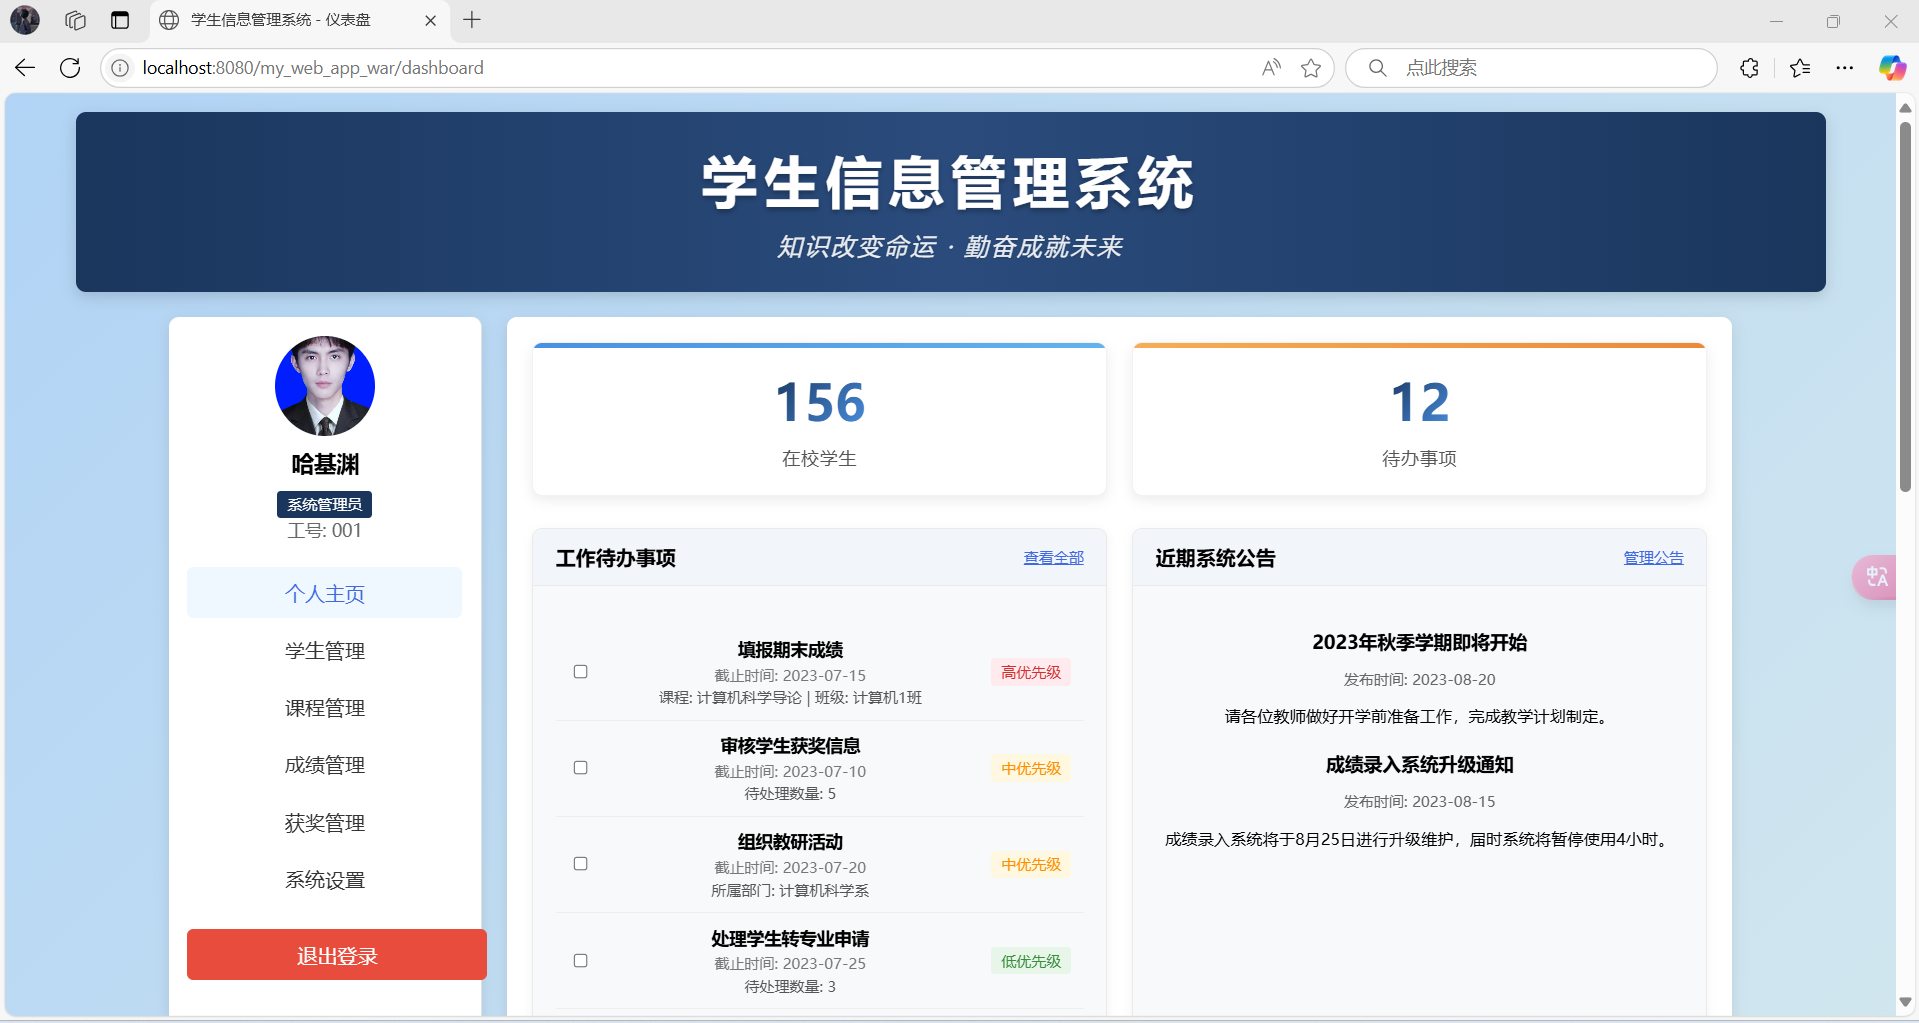 学生信息管理系统 - 仪表盘
localhost:8080/my_web_app_war/dashboard
点此搜索
学生信息管理系统
知识改变命运 · 勤奋成就未来
哈基渊
系统管理员
工号: 001
个人主页
学生管理
课程管理
成绩管理
获奖管理
系统设置
退出登录
156
在校学生
12
待办事项
工作待办事项
查看全部
填报期末成绩
截止时间: 2023-07-15
课程: 计算机科学导论 | 班级: 计算机1班
高优先级
审核学生获奖信息
截止时间: 2023-07-10
待处理数量: 5
中优先级
组织教研活动
截止时间: 2023-07-20
所属部门: 计算机科学系
中优先级
处理学生转专业申请
截止时间: 2023-07-25
待处理数量: 3
低优先级
近期系统公告
管理公告
2023年秋季学期即将开始
发布时间: 2023-08-20
请各位教师做好开学前准备工作，完成教学计划制定。
成绩录入系统升级通知
发布时间: 2023-08-15
成绩录入系统将于8月25日进行升级维护，届时系统将暂停使用4小时。